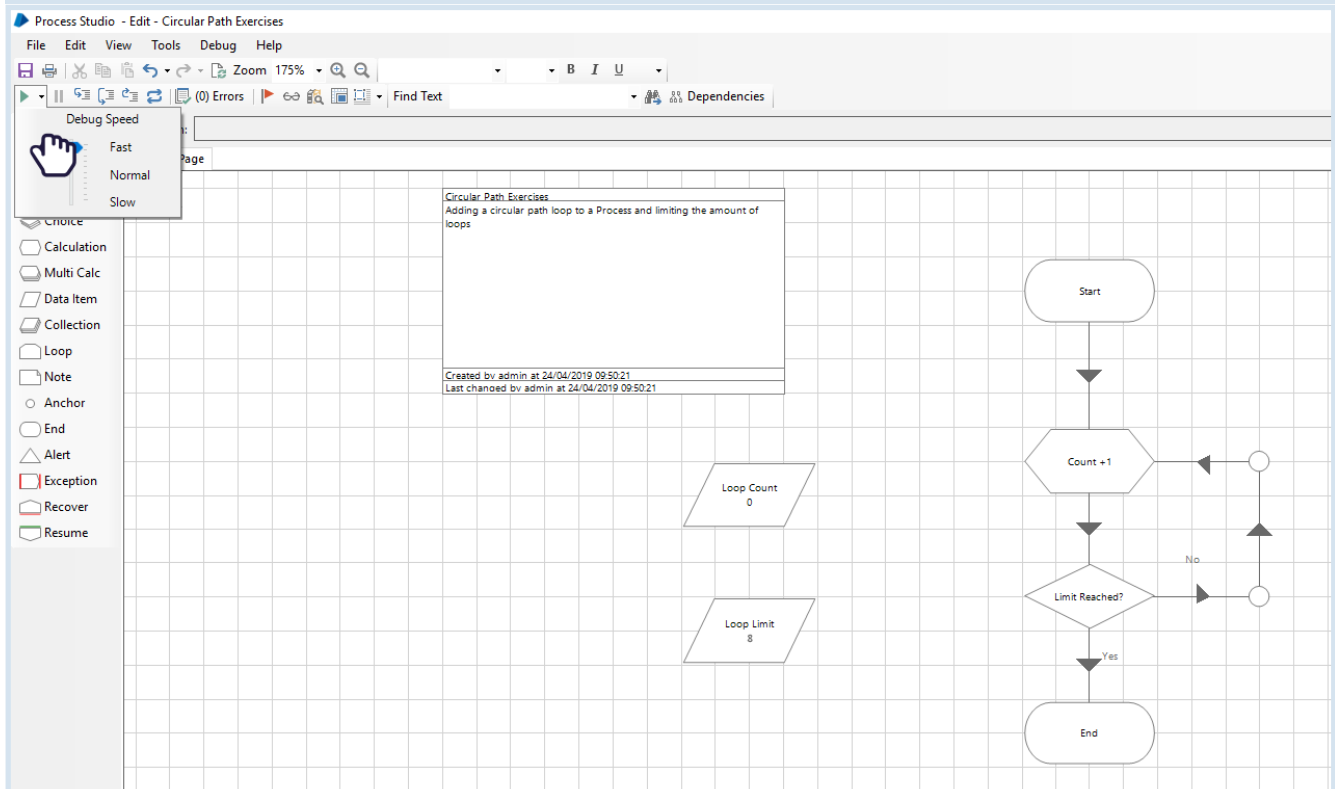 Process Studio - Edit - Circular Path Exercises
File Edit View Tools Debug Help
Zoom 175% B I U
(0) Errors Find Text Dependencies
Debug Speed
Fast
Normal
Slow
Page
Choice
Calculation
Multi Calc
Data Item
Collection
Loop
Note
Anchor
End
Alert
Exception
Recover
Resume
Circular Path Exercises
Adding a circular path loop to a Process and limiting the amount of
loops
Created by admin at 24/04/2019 09:50:21
Last changed by admin at 24/04/2019 09:50:21
Loop Count
0
Loop Limit
8
Start
Count +1
Limit Reached?
No
Yes
End